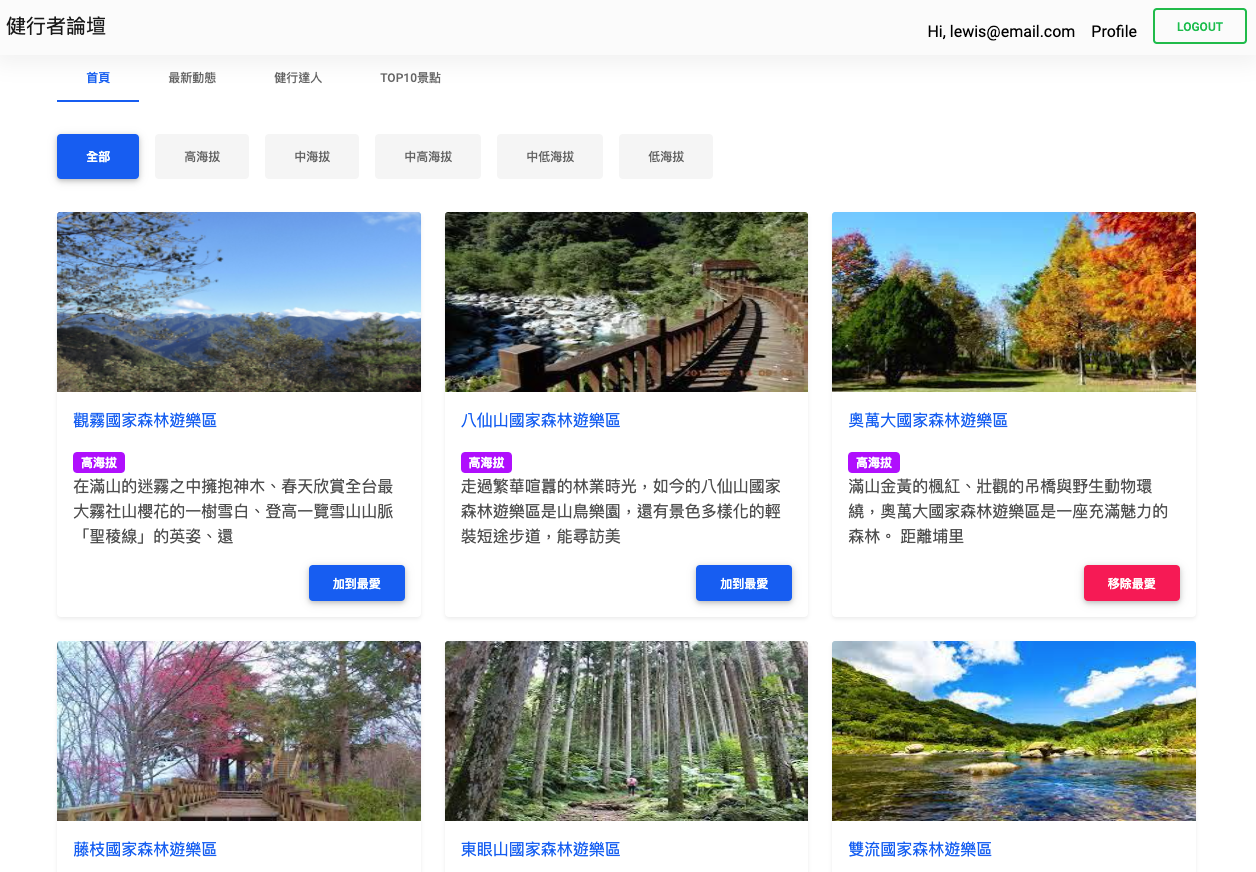 健行者論壇
Hi, lewis@email.com
Profile
LOGOUT
首頁
最新動態
健行達人
TOP10景點
全部
高海拔
中海拔
中高海拔
中低海拔
低海拔
觀霧國家森林遊樂區
高海拔
在滿山的迷霧之中擁抱神木、春天欣賞全台最
大霧社山櫻花的一樹雪白、登高一覽雪山山脈
「聖稜線」的英姿、還
加到最愛
八仙山國家森林遊樂區
高海拔
走過繁華喧囂的林業時光，如今的八仙山國家
森林遊樂區是山鳥樂園，還有景色多樣化的輕
裝短途步道，能尋訪美
加到最愛
奧萬大國家森林遊樂區
高海拔
滿山金黃的楓紅、壯觀的吊橋與野生動物環
繞，奧萬大國家森林遊樂區是一座充滿魅力的
森林。 距離埔里
移除最愛
藤枝國家森林遊樂區
東眼山國家森林遊樂區
雙流國家森林遊樂區